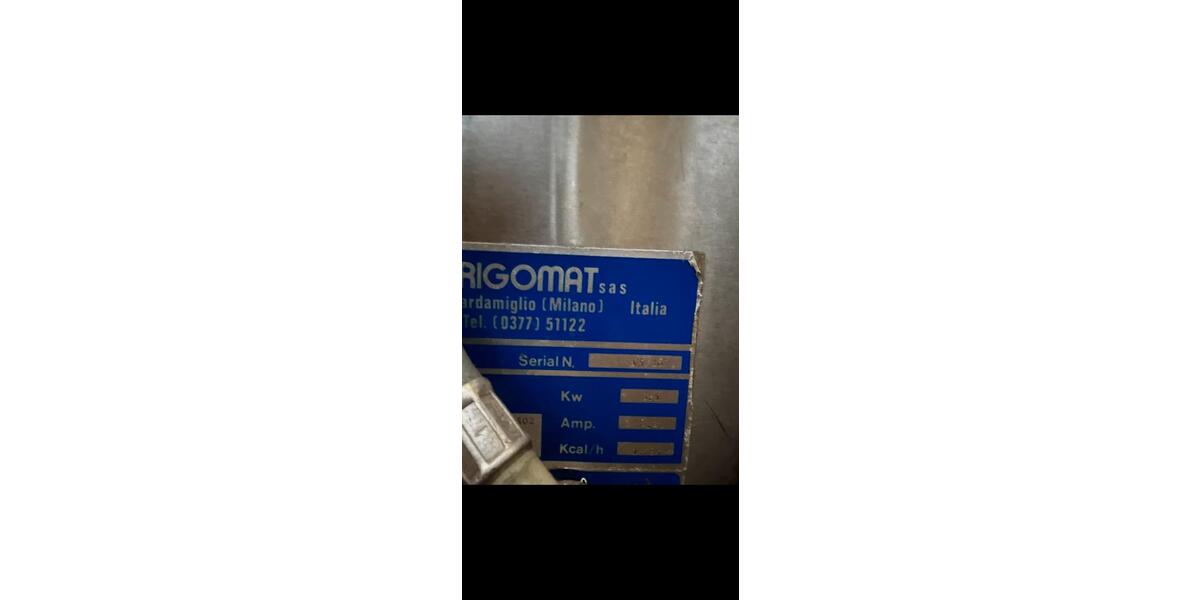 RIGOMAT sas
ardamiglio (Milano) Italia
Tel. (0377) 51122
Serial N.
Kw
Amp.
Kcal/h